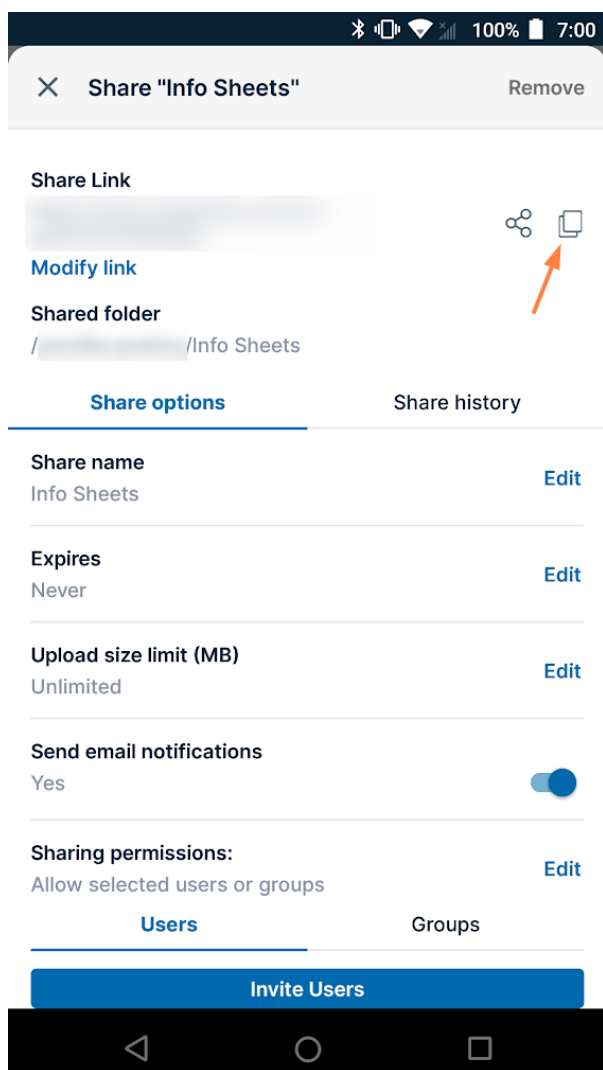 100% 7:00
Share "Info Sheets" Remove
Share Link
Modify link
Shared folder
/ /Info Sheets
Share options Share history
Share name
Info Sheets
Edit
Expires
Never
Edit
Upload size limit (MB)
Unlimited
Edit
Send email notifications
Yes
Sharing permissions:
Allow selected users or groups
Edit
Users Groups
Invite Users